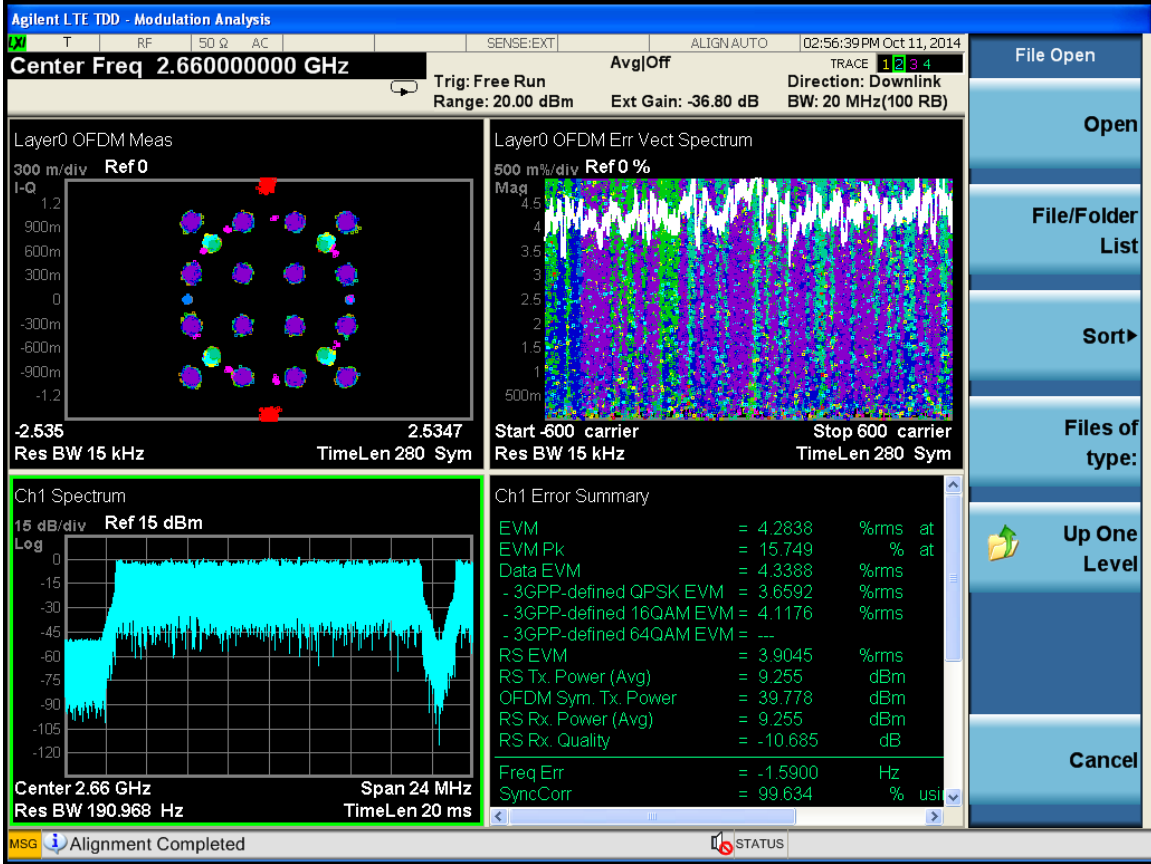 Agilent LTE TDD - Modulation Analysis
LXI T RF 50 Ω AC SENSE:EXT ALIGN AUTO 02:56:39 PM Oct 11, 2014
Center Freq 2.660000000 GHz
Trig: Free Run
Range: 20.00 dBm
Avg|Off
Ext Gain: -36.80 dB
TRACE 1 2 3 4
Direction: Downlink
BW: 20 MHz(100 RB)
Layer0 OFDM Meas
300 m/div Ref 0
I-Q
1.2
900m
600m
300m
0
-300m
-600m
-900m
-1.2
-2.535 2.5347
Res BW 15 kHz TimeLen 280 Sym
Layer0 OFDM Err Vect Spectrum
500 m%/div Ref 0 %
Mag
4.5
4
3.5
3
2.5
2
1.5
1
500m
Start -600 carrier Stop 600 carrier
Res BW 15 kHz TimeLen 280 Sym
Ch1 Spectrum
15 dB/div Ref 15 dBm
Log
0
-15
-30
-45
-60
-75
-90
-105
-120
Center 2.66 GHz Span 24 MHz
Res BW 190.968 Hz TimeLen 20 ms
Ch1 Error Summary
EVM = 4.2838 %rms at
EVM Pk = 15.749 % at
Data EVM = 4.3388 %rms
- 3GPP-defined QPSK EVM = 3.6592 %rms
- 3GPP-defined 16QAM EVM = 4.1176 %rms
- 3GPP-defined 64QAM EVM = ---
RS EVM = 3.9045 %rms
RS Tx. Power (Avg) = 9.255 dBm
OFDM Sym. Tx. Power = 39.778 dBm
RS Rx. Power (Avg) = 9.255 dBm
RS Rx. Quality = -10.685 dB
Freq Err = -1.5900 Hz
SyncCorr = 99.634 % usi
File Open
Open
File/Folder
List
Sort
Files of
type:
Up One
Level
Cancel
MSG Alignment Completed STATUS